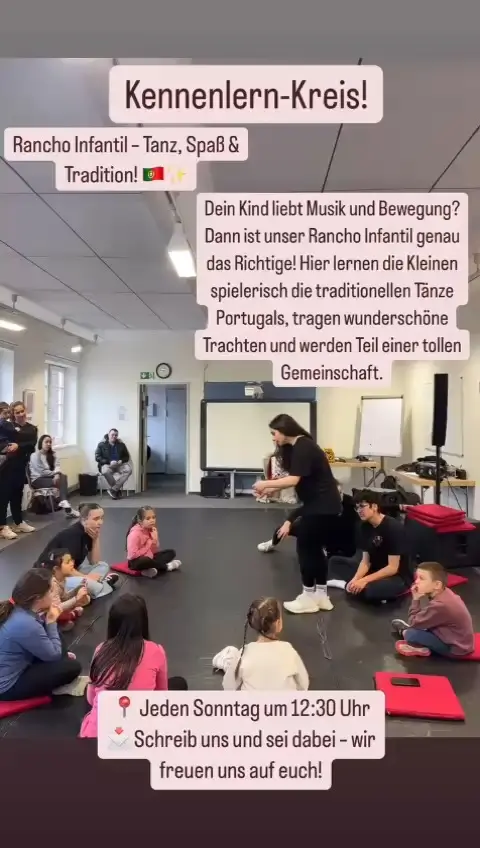 Kennenlern-Kreis!
Rancho Infantil – Tanz, Spaß &
Tradition! 🇵🇹✨
Dein Kind liebt Musik und Bewegung?
Dann ist unser Rancho Infantil genau
das Richtige! Hier lernen die Kleinen
spielerisch die traditionellen Tänze
Portugals, tragen wunderschöne
Trachten und werden Teil einer tollen
Gemeinschaft.
📍 Jeden Sonntag um 12:30 Uhr
📩 Schreib uns und sei dabei – wir
freuen uns auf euch!